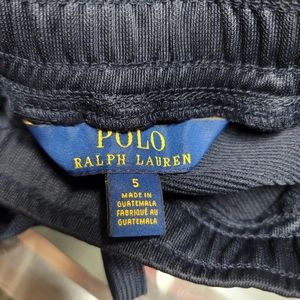 POLO
RALPH LAUREN
5
MADE IN
GUATEMALA
FABRIQUÉ AU
GUATEMALA